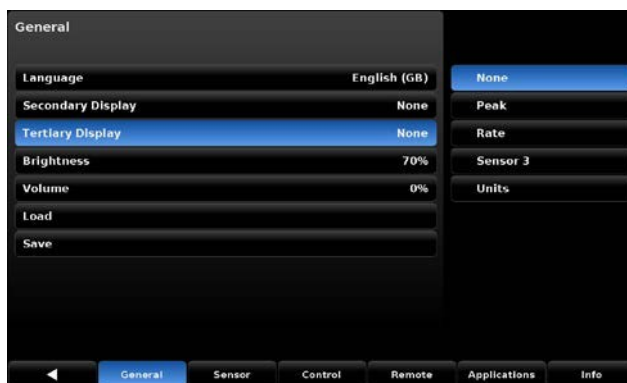 General
Language English (GB)
Secondary Display None
Tertiary Display None
Brightness 70%
Volume 0%
Load
Save
None
Peak
Rate
Sensor 3
Units
General Sensor Control Remote Applications Info